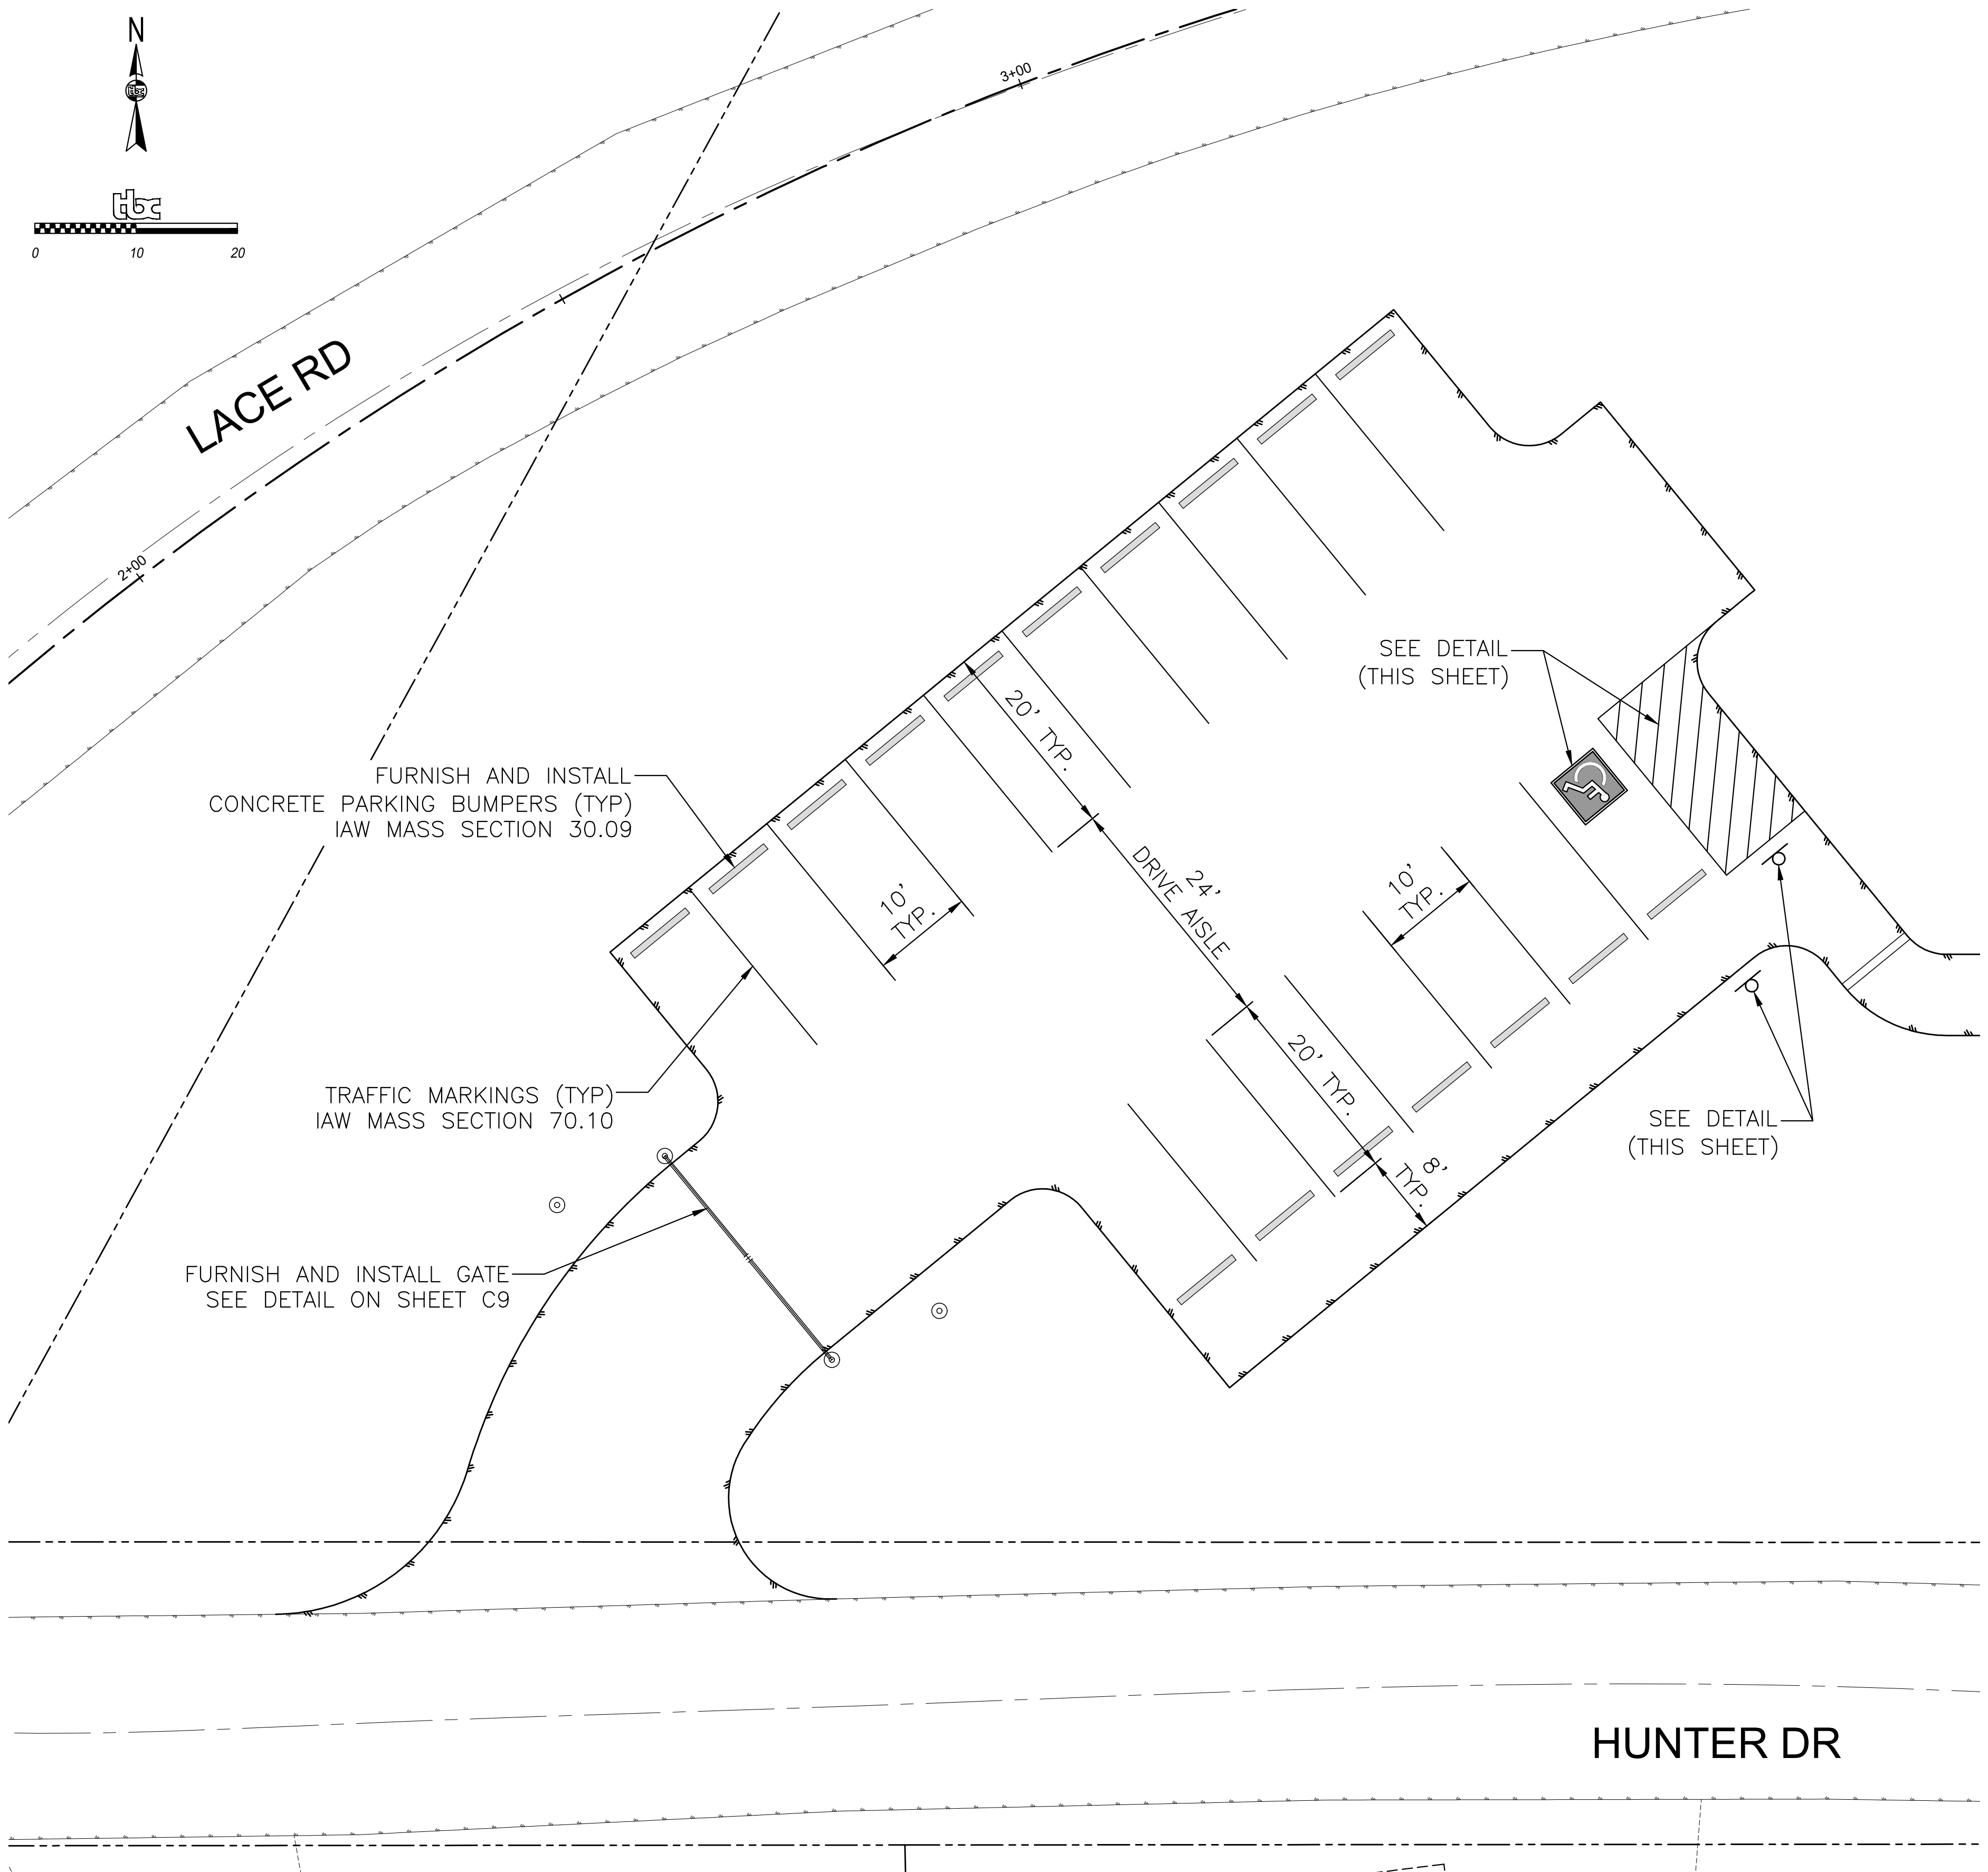 N
tbc
0 10 20
3+00
LACE RD
2+00
SEE DETAIL
(THIS SHEET)
20' TYP.
FURNISH AND INSTALL
CONCRETE PARKING BUMPERS (TYP)
IAW MASS SECTION 30.09
24'
DRIVE AISLE
10'
TYP.
10'
TYP.
20' TYP.
TRAFFIC MARKINGS (TYP)
IAW MASS SECTION 70.10
SEE DETAIL
(THIS SHEET)
8'
TYP.
FURNISH AND INSTALL GATE
SEE DETAIL ON SHEET C9
HUNTER DR